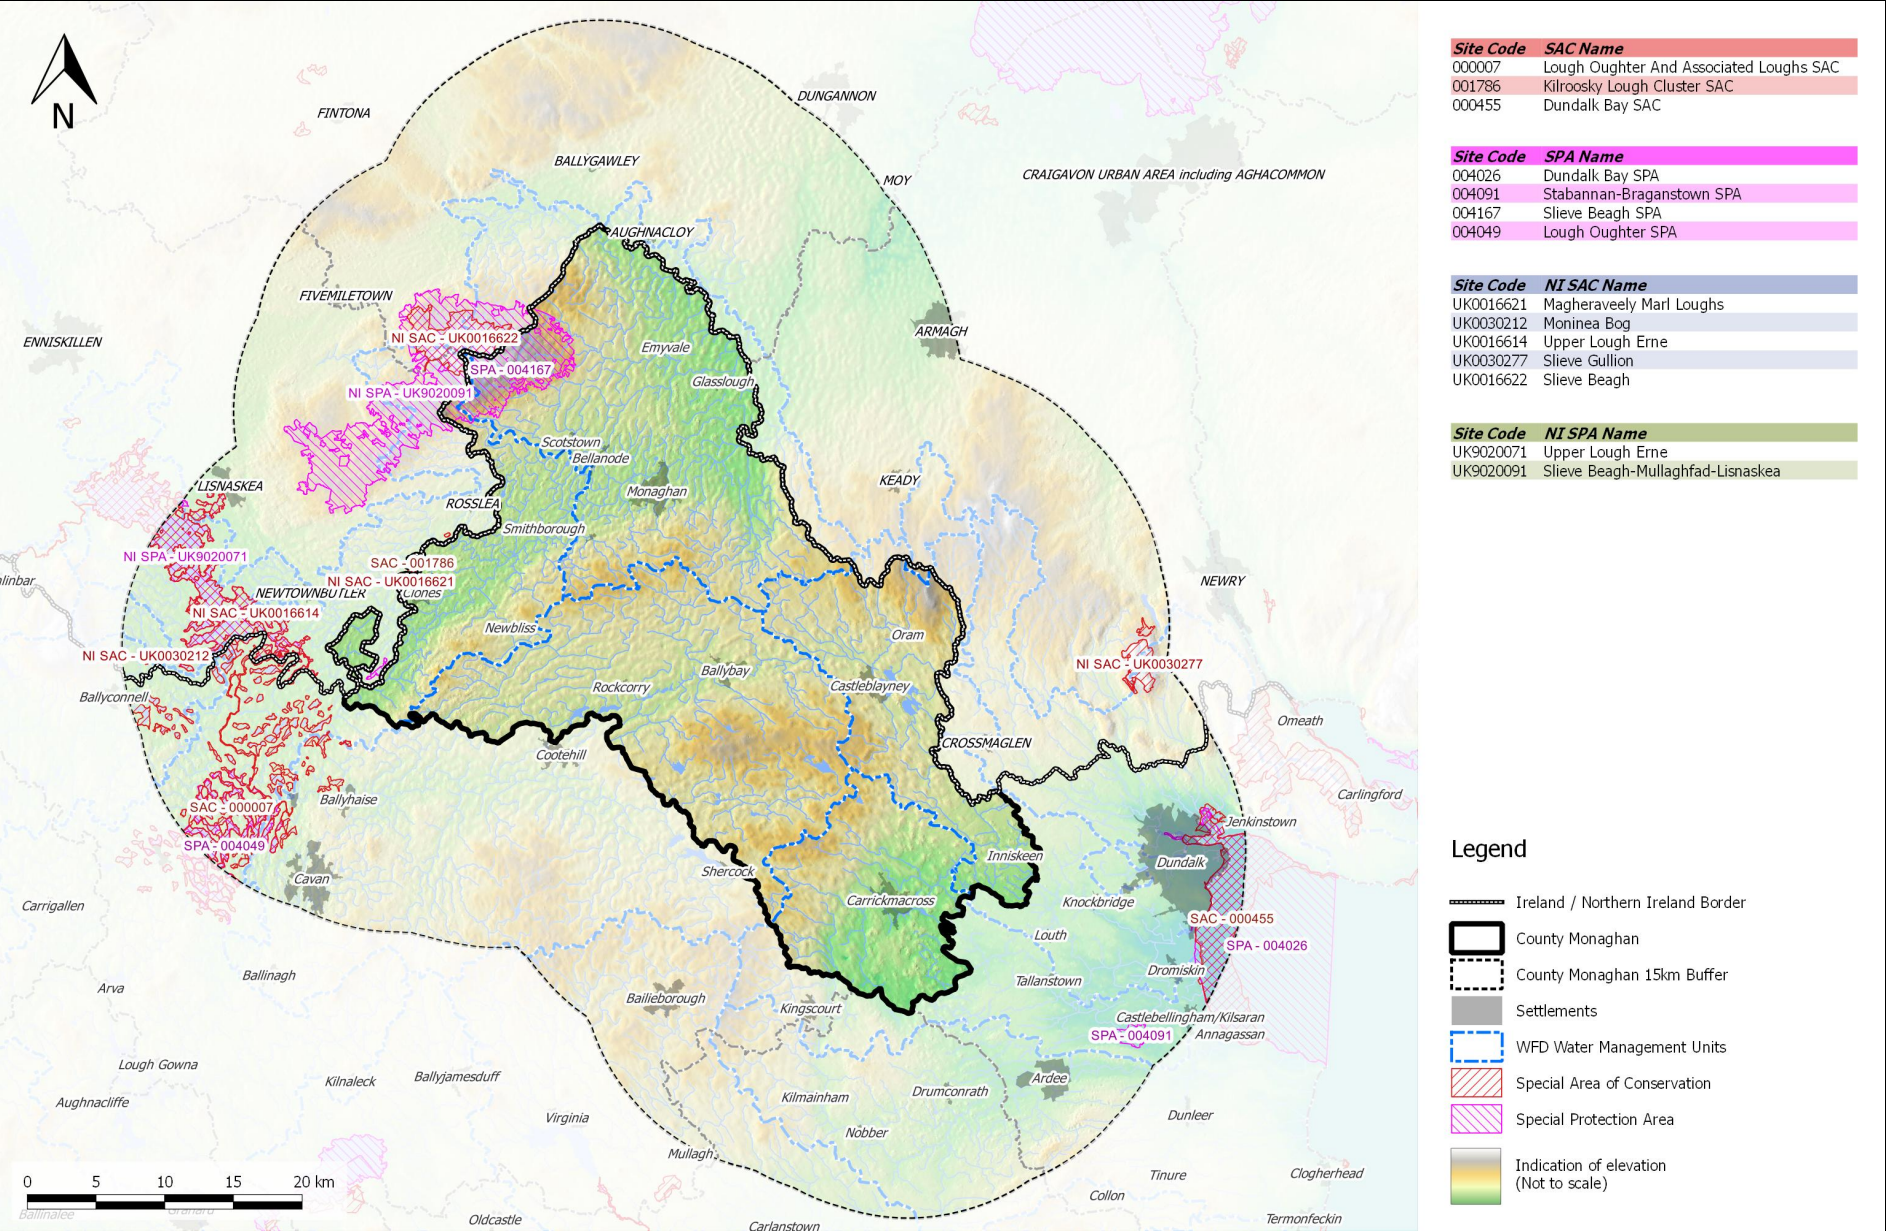 N
FINTONA
DUNGANNON
BALLYGAWLEY
MOY
CRAIGAVON URBAN AREA including AGHACOMMON
AUGHNACLOY
FIVEMILETOWN
ENNISKILLEN
ARMAGH
NI SAC - UK0016622
Emyvale
SPA - 004167
Glasslough
NI SPA - UK9020091
Scotstown
Bellanode
LISNASKEA
Monaghan
KEADY
ROSSLEA
Smithborough
NI SPA - UK9020071
SAC - 001786
NI SAC - UK0016621
NEWTOWNBUTLER
Clones
NEWRY
NI SAC - UK0016614
Newbliss
Oram
NI SAC - UK0030212
NI SAC - UK0030277
Ballybay
Ballyconnell
Rockcorry
Castleblayney
Omeath
CROSSMAGLEN
Cootehill
Ballyhaise
Carlingford
SAC - 000007
Jenkinstown
SPA - 004049
Inniskeen
Dundalk
Shercock
Cavan
Carrickmacross
Knockbridge
Carrigallen
SAC - 000455
Louth
SPA - 004026
Ballinagh
Dromiskin
Tallanstown
Arva
Bailieborough
Kingscourt
Castlebellingham/Kilsaran
SPA - 004091
Annagassan
Lough Gowna
Kilnaleck
Ballyjamesduff
Ardee
Drumconrath
Kilmainham
Aughnacliffe
Virginia
Dunleer
Nobber
Mullagh
Tinure
Clogherhead
Collon
0 5 10 15 20 km
Ballinalee
Granard
Oldcastle
Carlanstown
Termonfeckin
Site Code SAC Name
000007 Lough Oughter And Associated Loughs SAC
001786 Kilroosky Lough Cluster SAC
000455 Dundalk Bay SAC
Site Code SPA Name
004026 Dundalk Bay SPA
004091 Stabannan-Braganstown SPA
004167 Slieve Beagh SPA
004049 Lough Oughter SPA
Site Code NI SAC Name
UK0016621 Magheraveely Marl Loughs
UK0030212 Moninea Bog
UK0016614 Upper Lough Erne
UK0030277 Slieve Gullion
UK0016622 Slieve Beagh
Site Code NI SPA Name
UK9020071 Upper Lough Erne
UK9020091 Slieve Beagh-Mullaghfad-Lisnaskea
Legend
Ireland / Northern Ireland Border
County Monaghan
County Monaghan 15km Buffer
Settlements
WFD Water Management Units
Special Area of Conservation
Special Protection Area
Indication of elevation
(Not to scale)